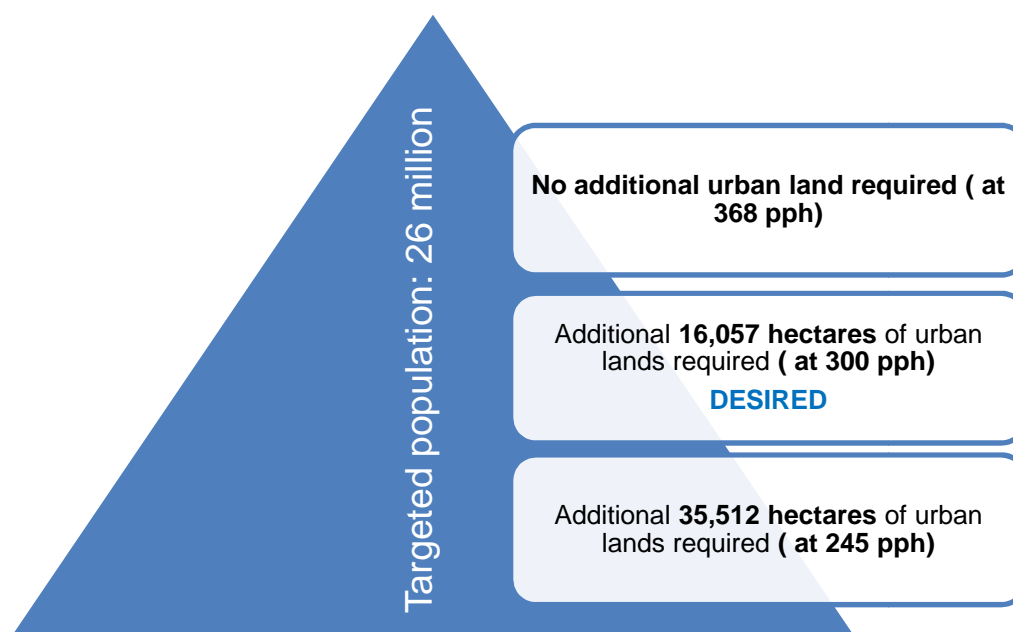 Targeted population: 26 million
No additional urban land required ( at
368 pph)
Additional 16,057 hectares of urban
lands required ( at 300 pph)
DESIRED
Additional 35,512 hectares of urban
lands required ( at 245 pph)